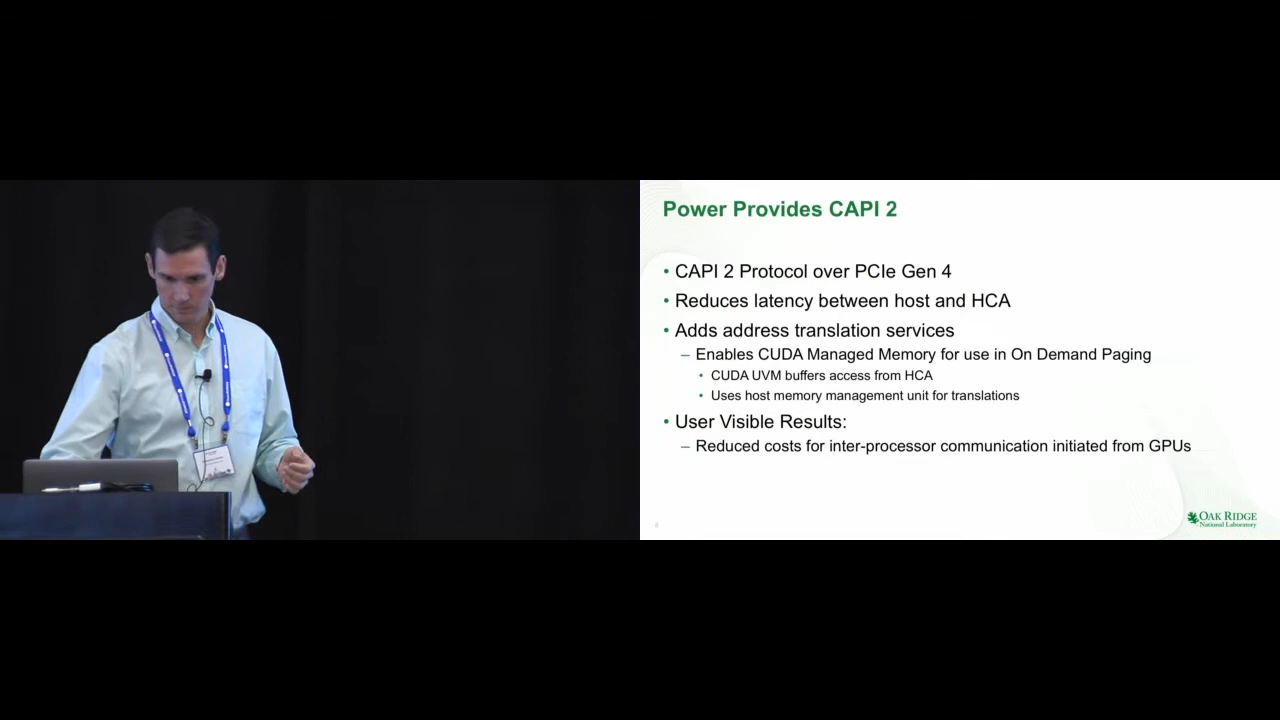 Power Provides CAPI 2
• CAPI 2 Protocol over PCIe Gen 4
• Reduces latency between host and HCA
• Adds address translation services
– Enables CUDA Managed Memory for use in On Demand Paging
• CUDA UVM buffers access from HCA
• Uses host memory management unit for translations
• User Visible Results:
– Reduced costs for inter-processor communication initiated from GPUs
8
OAK RIDGE
National Laboratory